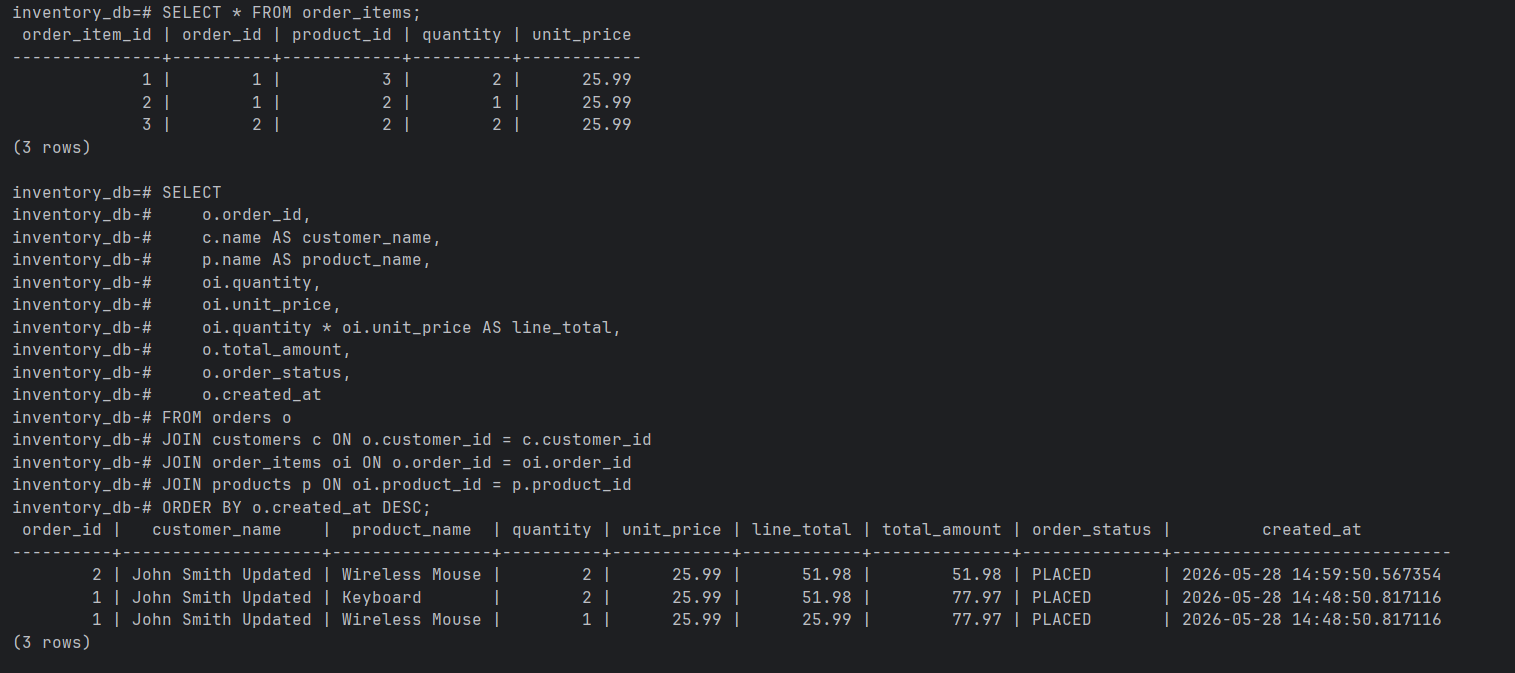 inventory_db=# SELECT * FROM order_items;
 order_item_id | order_id | product_id | quantity | unit_price
---------------+----------+------------+----------+------------
             1 |        1 |          3 |        2 |      25.99
             2 |        1 |          2 |        1 |      25.99
             3 |        2 |          2 |        2 |      25.99
(3 rows)

inventory_db=# SELECT
inventory_db-#     o.order_id,
inventory_db-#     c.name AS customer_name,
inventory_db-#     p.name AS product_name,
inventory_db-#     oi.quantity,
inventory_db-#     oi.unit_price,
inventory_db-#     oi.quantity * oi.unit_price AS line_total,
inventory_db-#     o.total_amount,
inventory_db-#     o.order_status,
inventory_db-#     o.created_at
inventory_db-# FROM orders o
inventory_db-# JOIN customers c ON o.customer_id = c.customer_id
inventory_db-# JOIN order_items oi ON o.order_id = oi.order_id
inventory_db-# JOIN products p ON oi.product_id = p.product_id
inventory_db-# ORDER BY o.created_at DESC;
 order_id |   customer_name    |  product_name  | quantity | unit_price | line_total | total_amount | order_status |         created_at
----------+--------------------+----------------+----------+------------+------------+--------------+--------------+----------------------------
        2 | John Smith Updated | Wireless Mouse |        2 |      25.99 |      51.98 |        51.98 | PLACED       | 2026-05-28 14:59:50.567354
        1 | John Smith Updated | Keyboard       |        2 |      25.99 |      51.98 |        77.97 | PLACED       | 2026-05-28 14:48:50.817116
        1 | John Smith Updated | Wireless Mouse |        1 |      25.99 |      25.99 |        77.97 | PLACED       | 2026-05-28 14:48:50.817116
(3 rows)